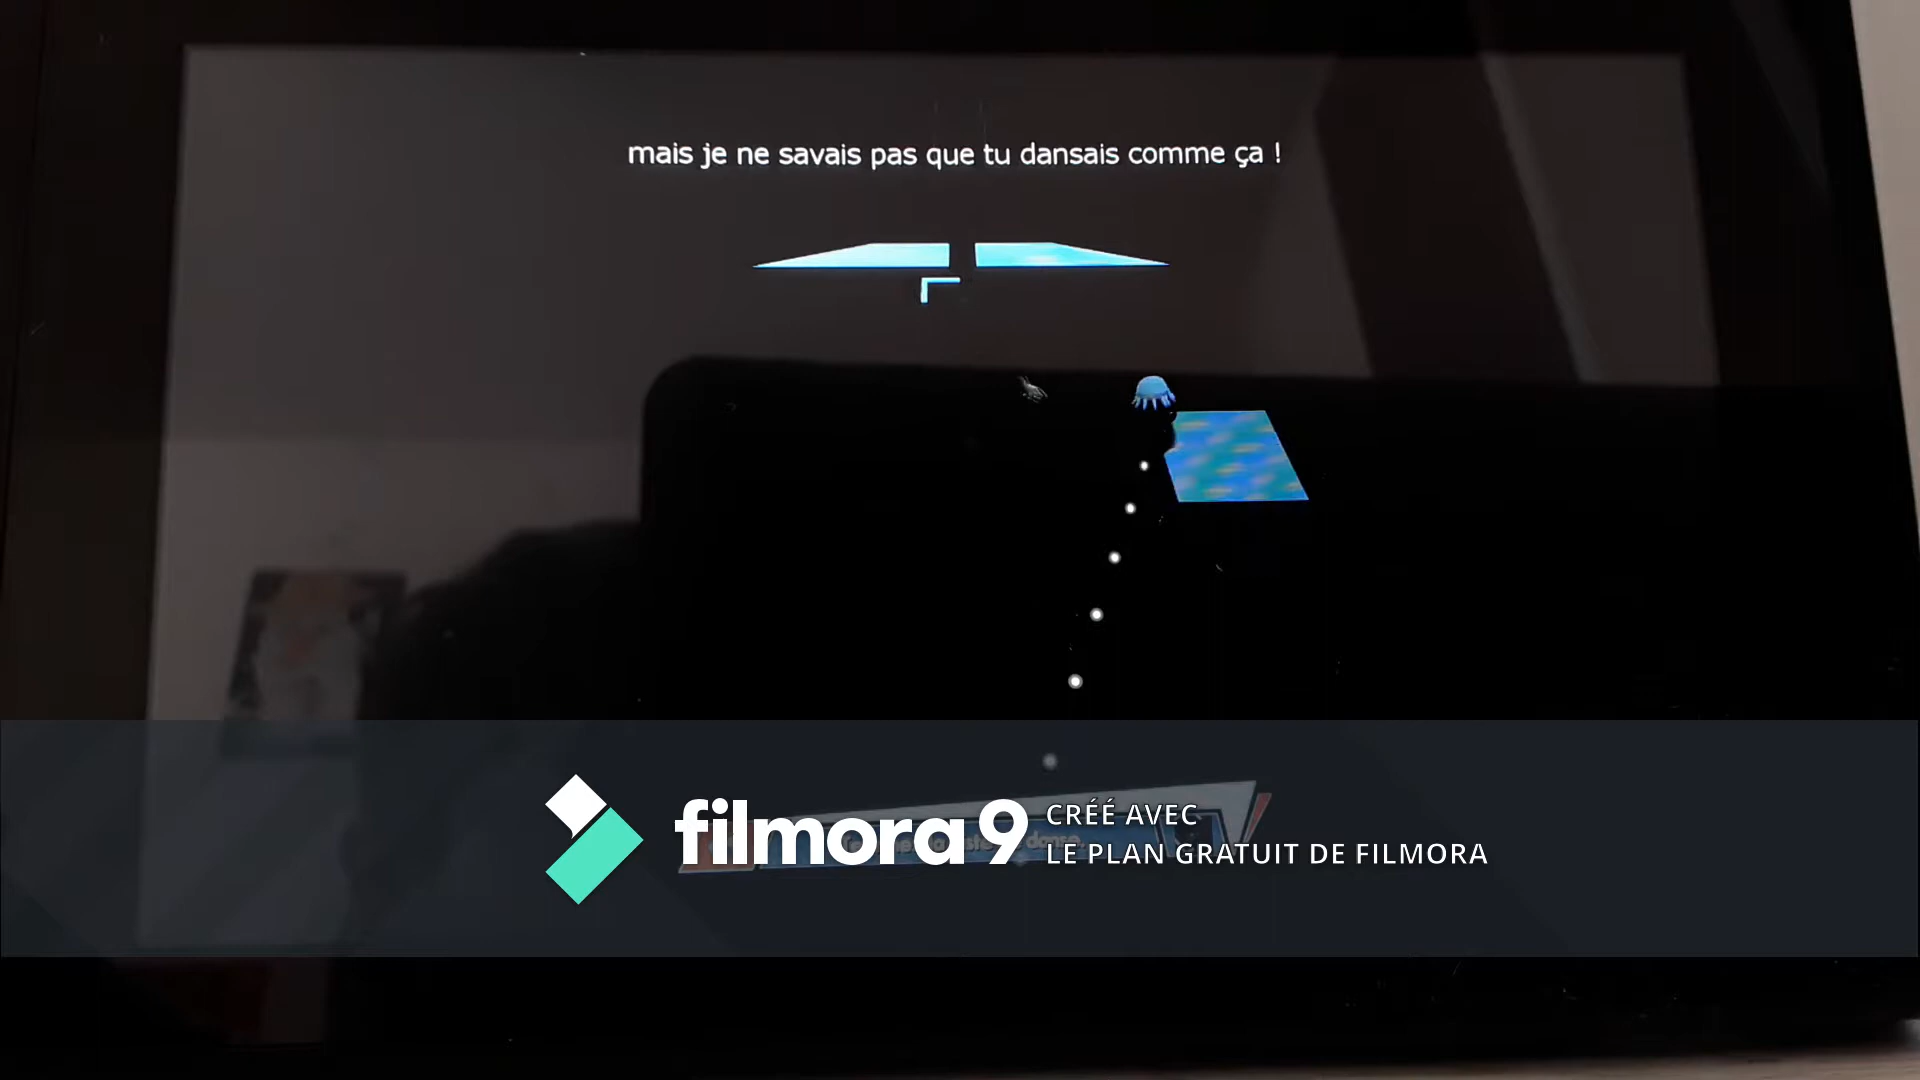 mais je ne savais pas que tu dansais comme ça !
filmora9
CRÉÉ AVEC
LE PLAN GRATUIT DE FILMORA